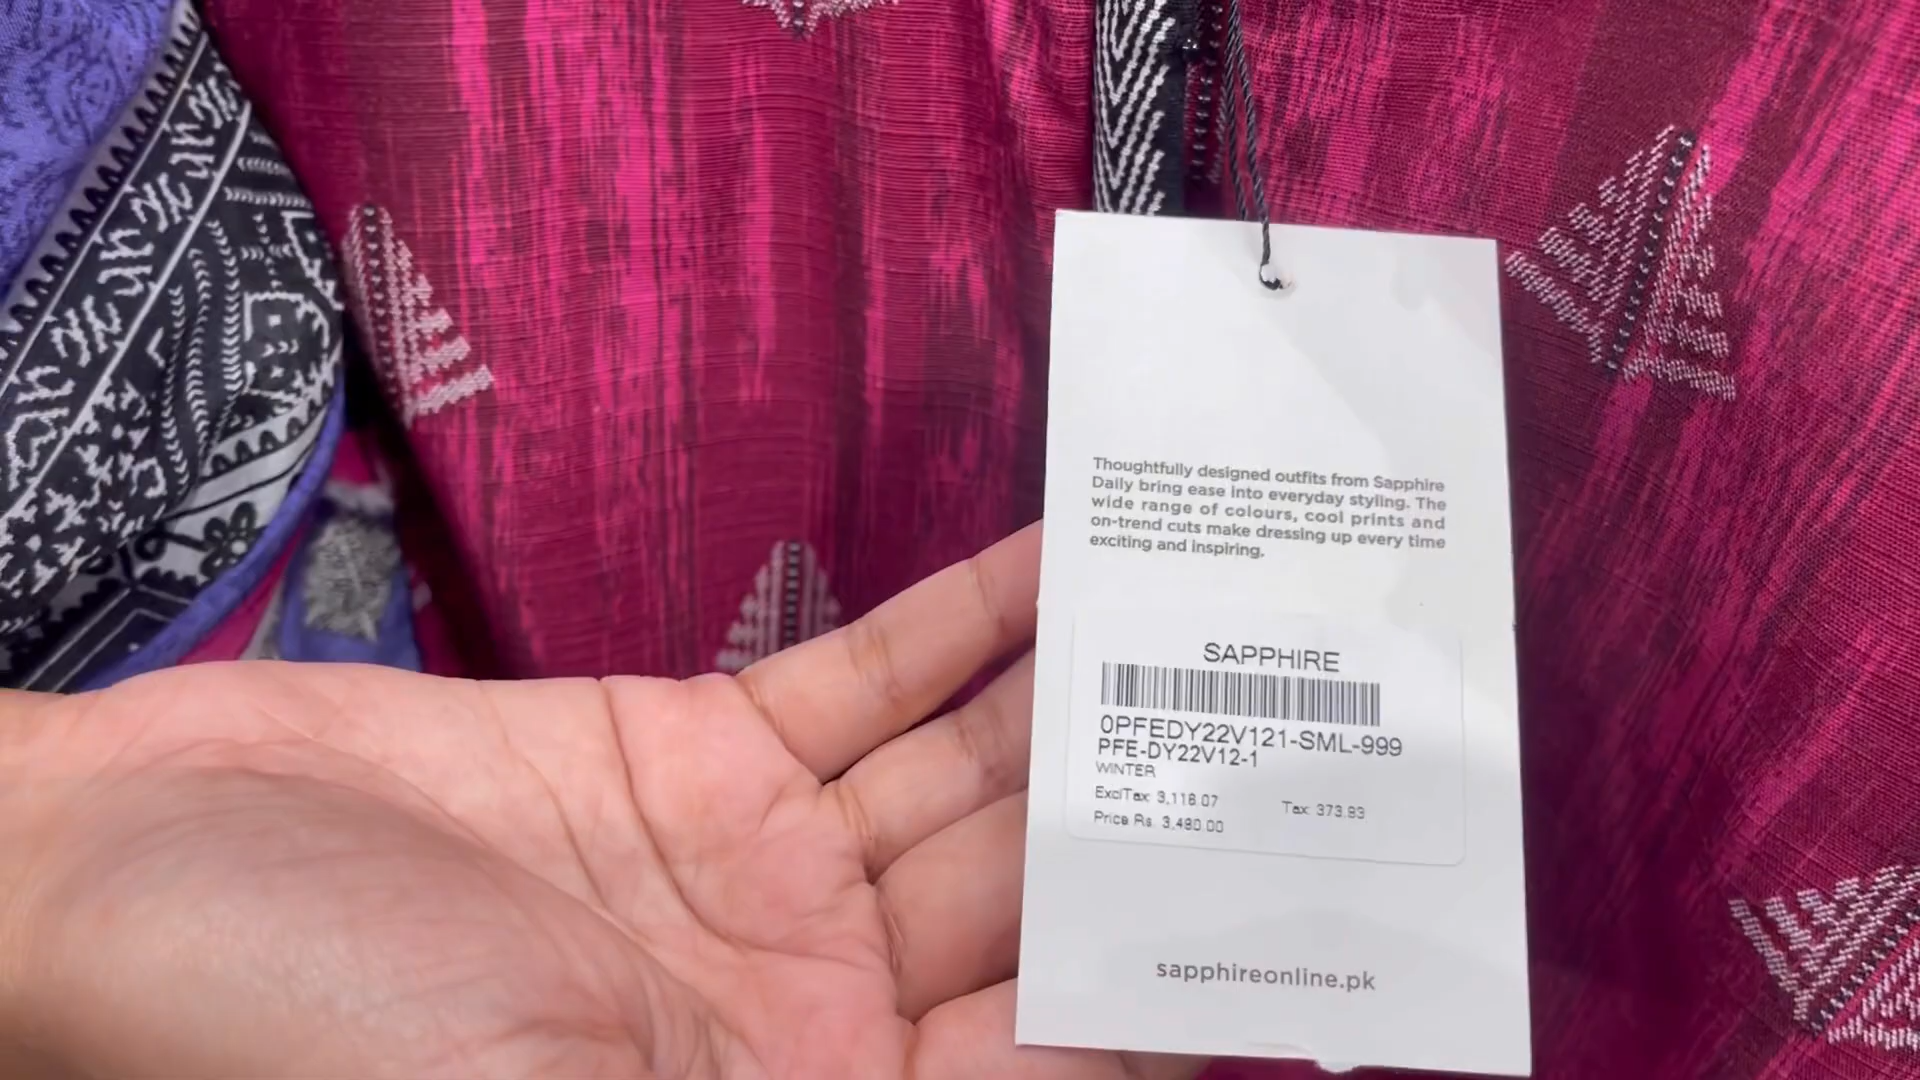 Thoughtfully designed outfits from Sapphire
Daily bring ease into everyday styling. The
wide range of colours, cool prints and
on-trend cuts make dressing up every time
exciting and inspiring.
SAPPHIRE
0PFEDY22V121-SML-999
PFE-DY22V12-1
WINTER
ExclTax: 3,116.07 Tax: 373.93
Price Rs. 3,490.00
sapphireonline.pk